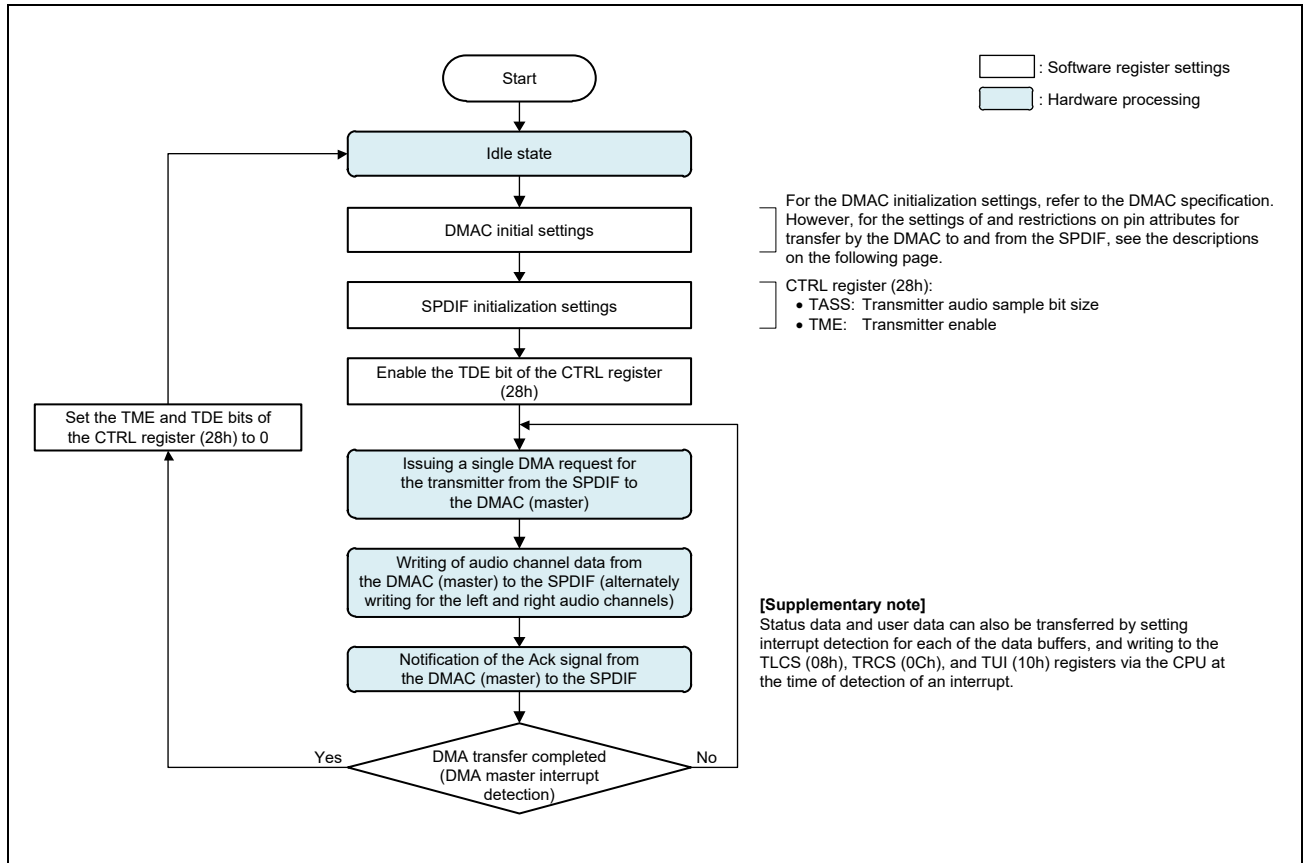 Start
: Software register settings
: Hardware processing
Idle state
DMAC initial settings
For the DMAC initialization settings, refer to the DMAC specification.
However, for the settings of and restrictions on pin attributes for
transfer by the DMAC to and from the SPDIF, see the descriptions
on the following page.
SPDIF initialization settings
CTRL register (28h):
• TASS: Transmitter audio sample bit size
• TME: Transmitter enable
Enable the TDE bit of the CTRL register
(28h)
Set the TME and TDE bits of
the CTRL register (28h) to 0
Issuing a single DMA request for
the transmitter from the SPDIF to
the DMAC (master)
Writing of audio channel data from
the DMAC (master) to the SPDIF (alternately
writing for the left and right audio channels)
[Supplementary note]
Status data and user data can also be transferred by setting
interrupt detection for each of the data buffers, and writing to the
TLCS (08h), TRCS (0Ch), and TUI (10h) registers via the CPU at
the time of detection of an interrupt.
Notification of the Ack signal from
the DMAC (master) to the SPDIF
Yes
DMA transfer completed
(DMA master interrupt
detection)
No